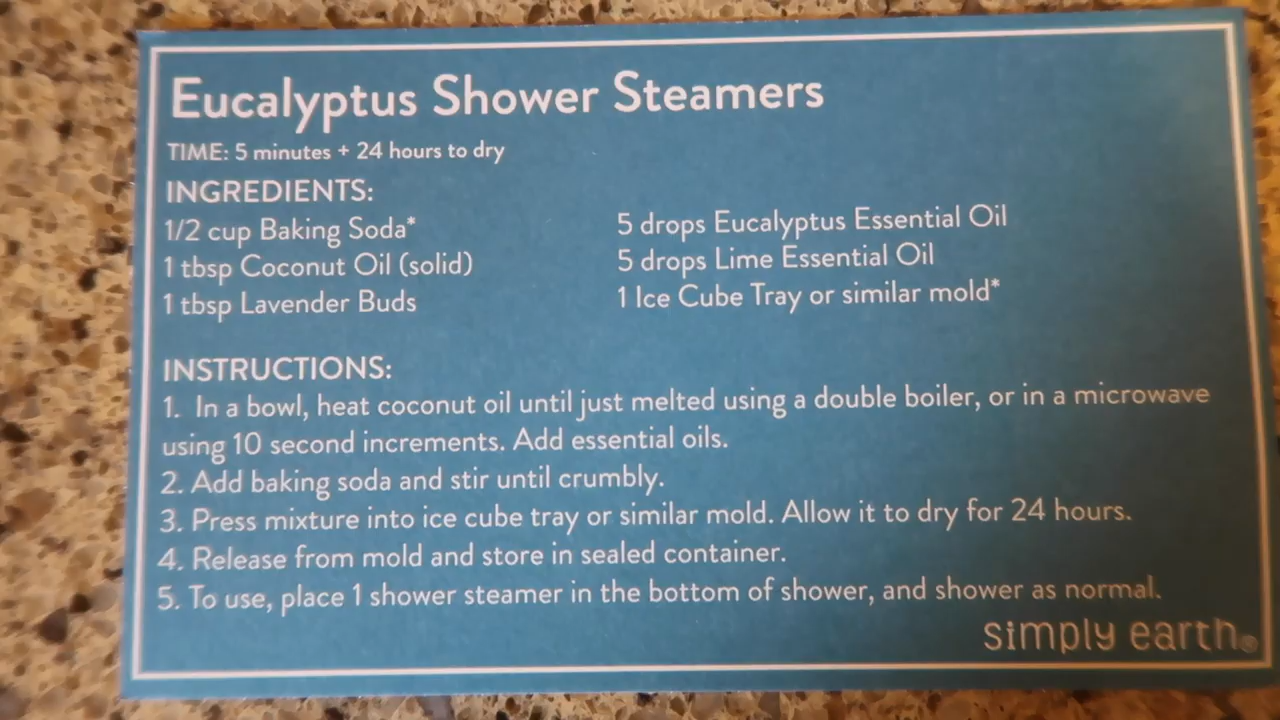 Eucalyptus Shower Steamers
TIME: 5 minutes + 24 hours to dry
INGREDIENTS:
1/2 cup Baking Soda*
1 tbsp Coconut Oil (solid)
1 tbsp Lavender Buds
5 drops Eucalyptus Essential Oil
5 drops Lime Essential Oil
1 Ice Cube Tray or similar mold*
INSTRUCTIONS:
1. In a bowl, heat coconut oil until just melted using a double boiler, or in a microwave
using 10 second increments. Add essential oils.
2. Add baking soda and stir until crumbly.
3. Press mixture into ice cube tray or similar mold. Allow it to dry for 24 hours.
4. Release from mold and store in sealed container.
5. To use, place 1 shower steamer in the bottom of shower, and shower as normal.
simply earth®